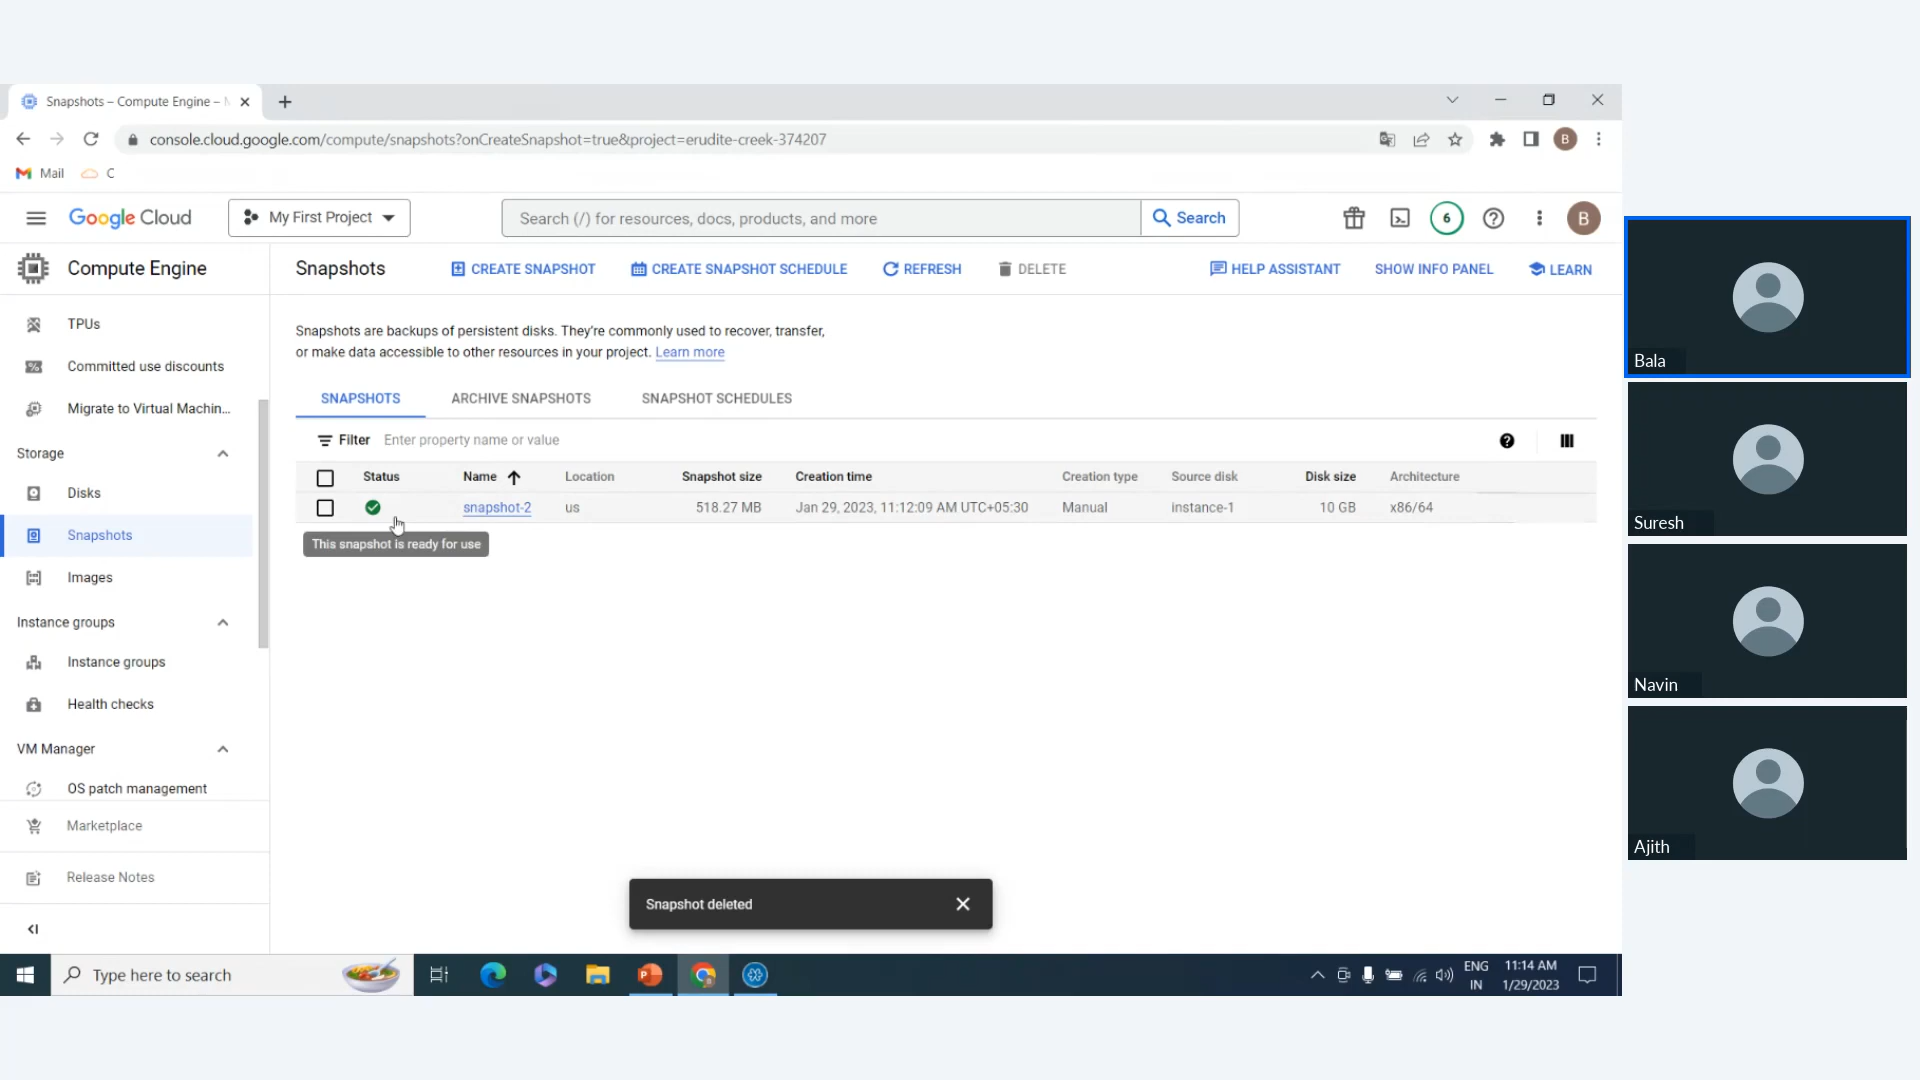 Snapshots – Compute Engine –
console.cloud.google.com/compute/snapshots?onCreateSnapshot=true&project=erudite-creek-374207
B
Mail
C
Google Cloud
My First Project
Search (/) for resources, docs, products, and more
Search
6
B
Compute Engine
TPUs
Committed use discounts
Migrate to Virtual Machin...
Storage
Disks
Snapshots
Images
Instance groups
Instance groups
Health checks
VM Manager
OS patch management
Marketplace
Release Notes
Snapshots
CREATE SNAPSHOT
CREATE SNAPSHOT SCHEDULE
REFRESH
DELETE
HELP ASSISTANT
SHOW INFO PANEL
LEARN
Snapshots are backups of persistent disks. They're commonly used to recover, transfer,
or make data accessible to other resources in your project. Learn more
SNAPSHOTS
ARCHIVE SNAPSHOTS
SNAPSHOT SCHEDULES
Filter Enter property name or value
Status Name Location Snapshot size Creation time Creation type Source disk Disk size Architecture
snapshot-2 us 518.27 MB Jan 29, 2023, 11:12:09 AM UTC+05:30 Manual instance-1 10 GB x86/64
This snapshot is ready for use
Snapshot deleted
Type here to search
ENG
IN
11:14 AM
1/29/2023
Bala
Suresh
Navin
Ajith